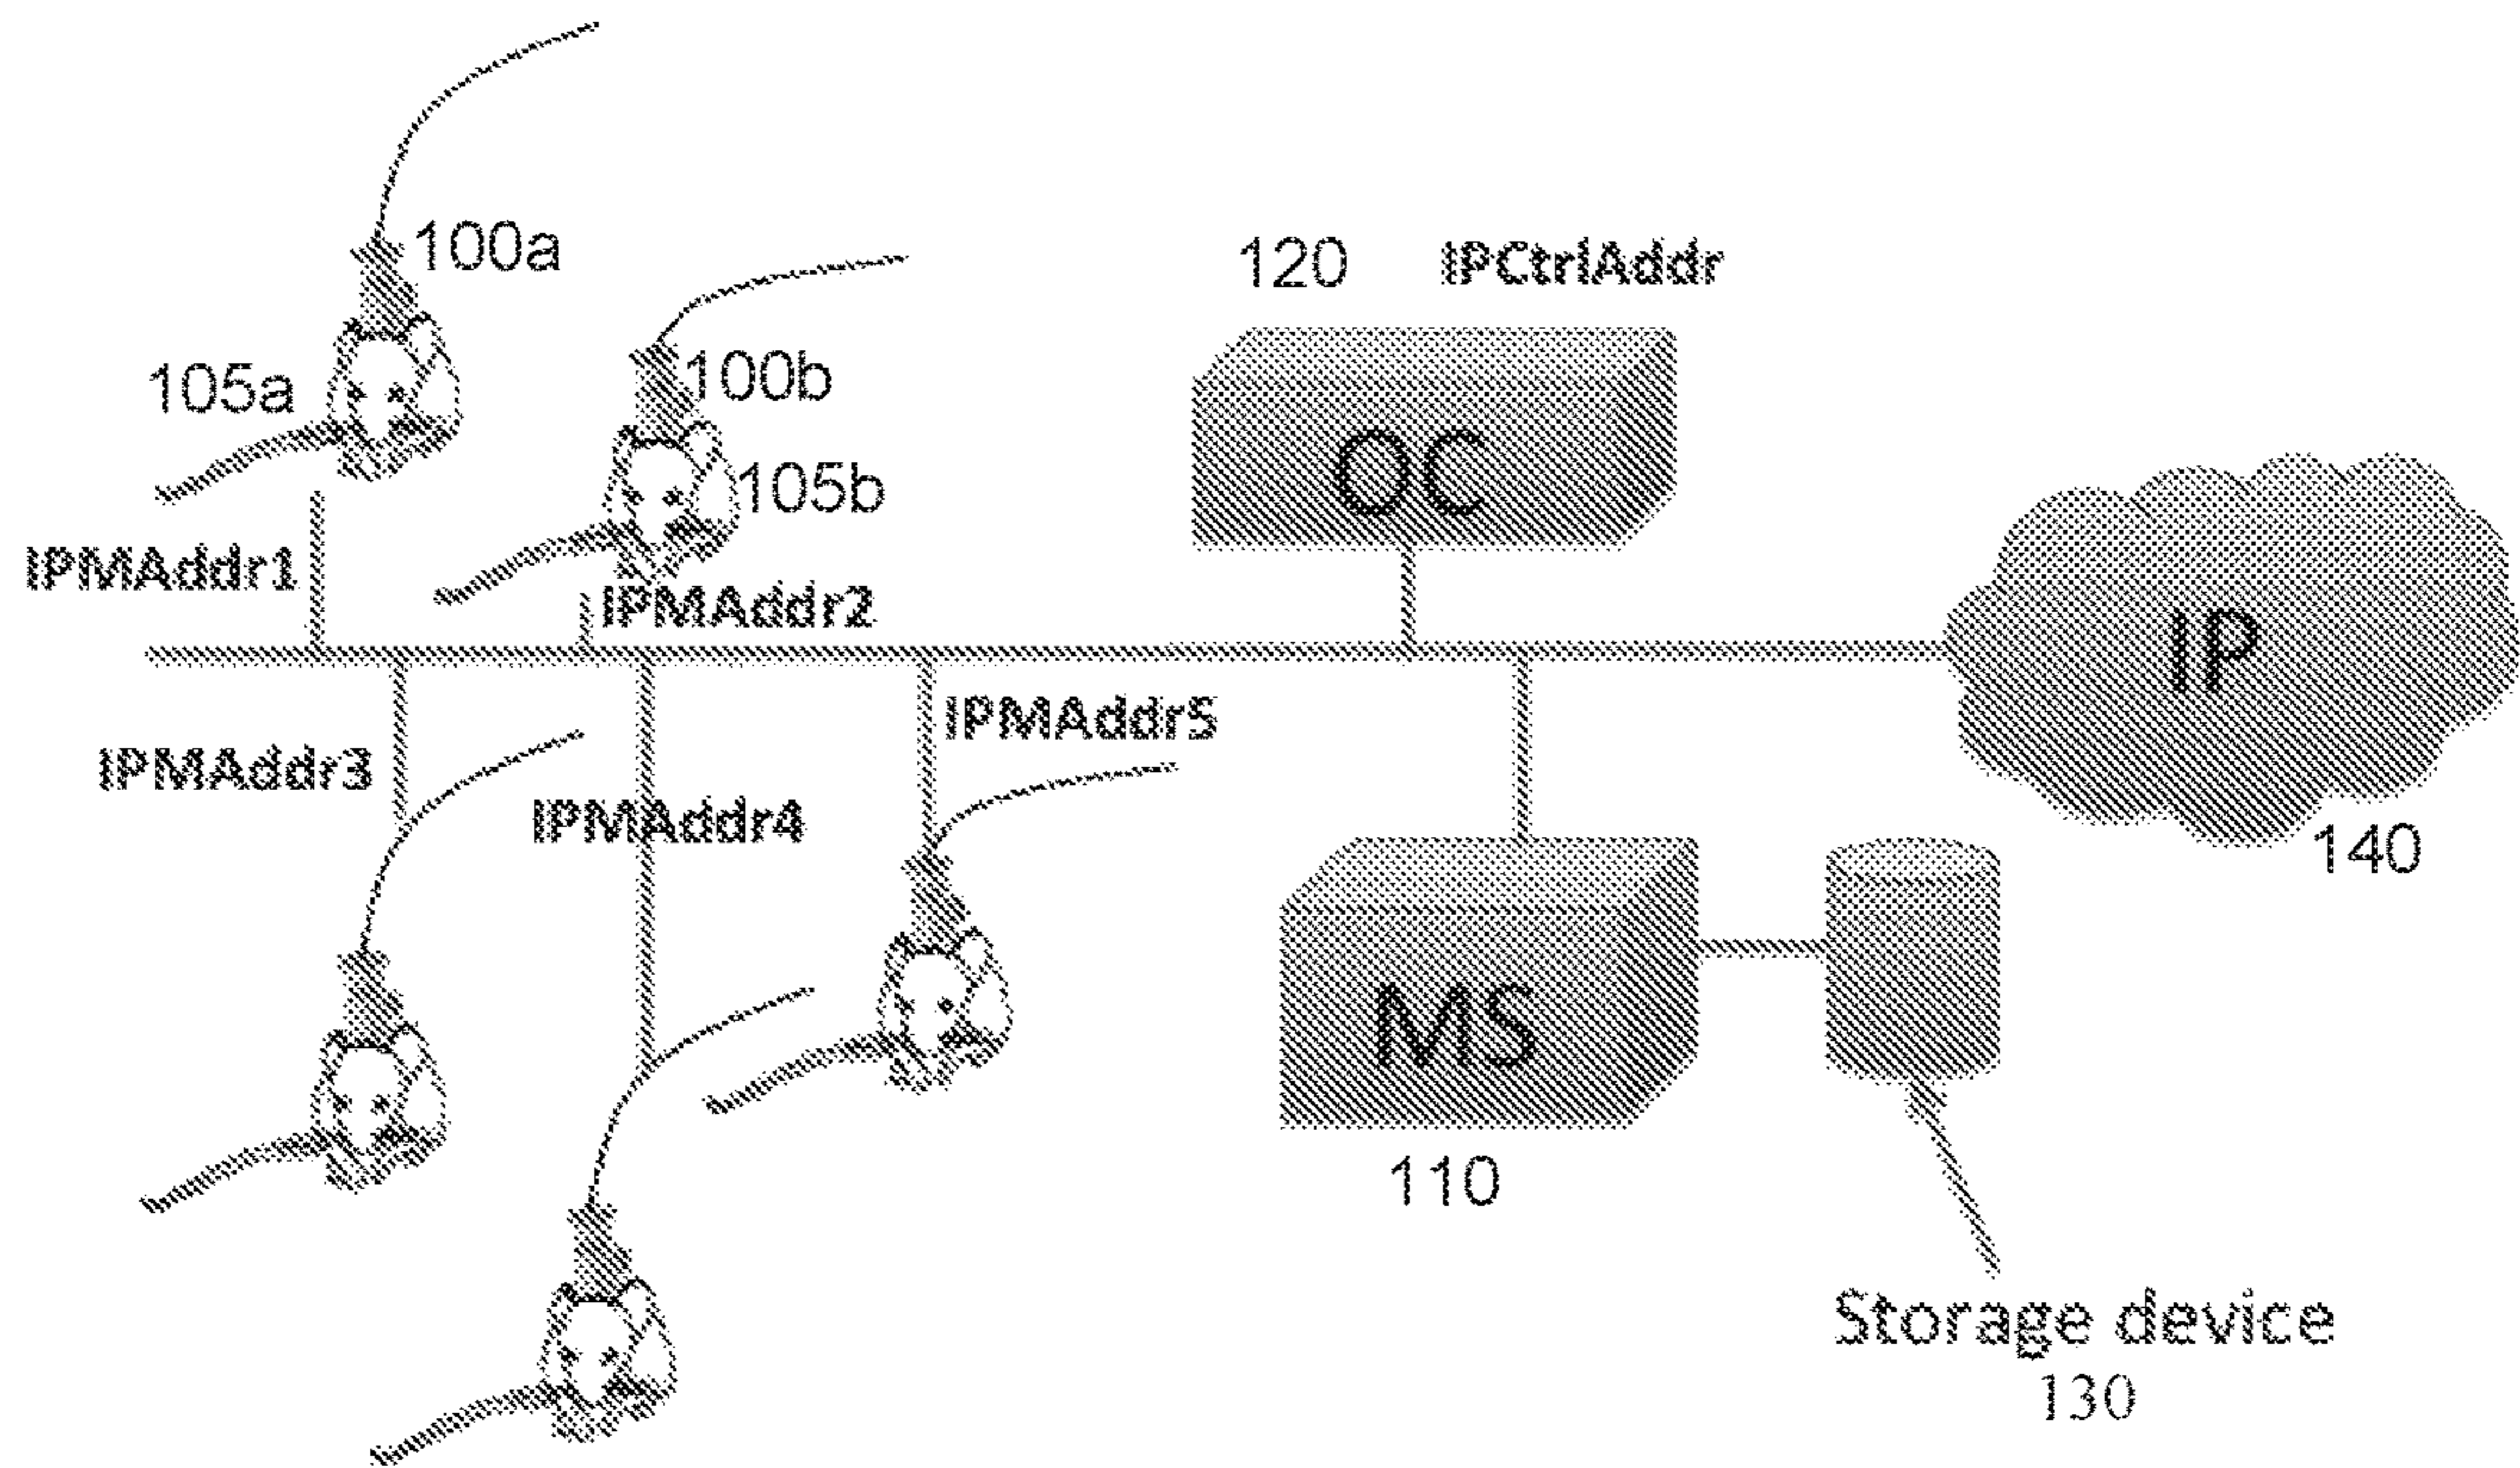 100a
120 IPCtrlAddr
105a
100b
OC
105b
IPMAddr1
IPMAddr2
IP
IPMAddr5
IPMAddr3
IPMAddr4
140
MS
110
Storage device
130